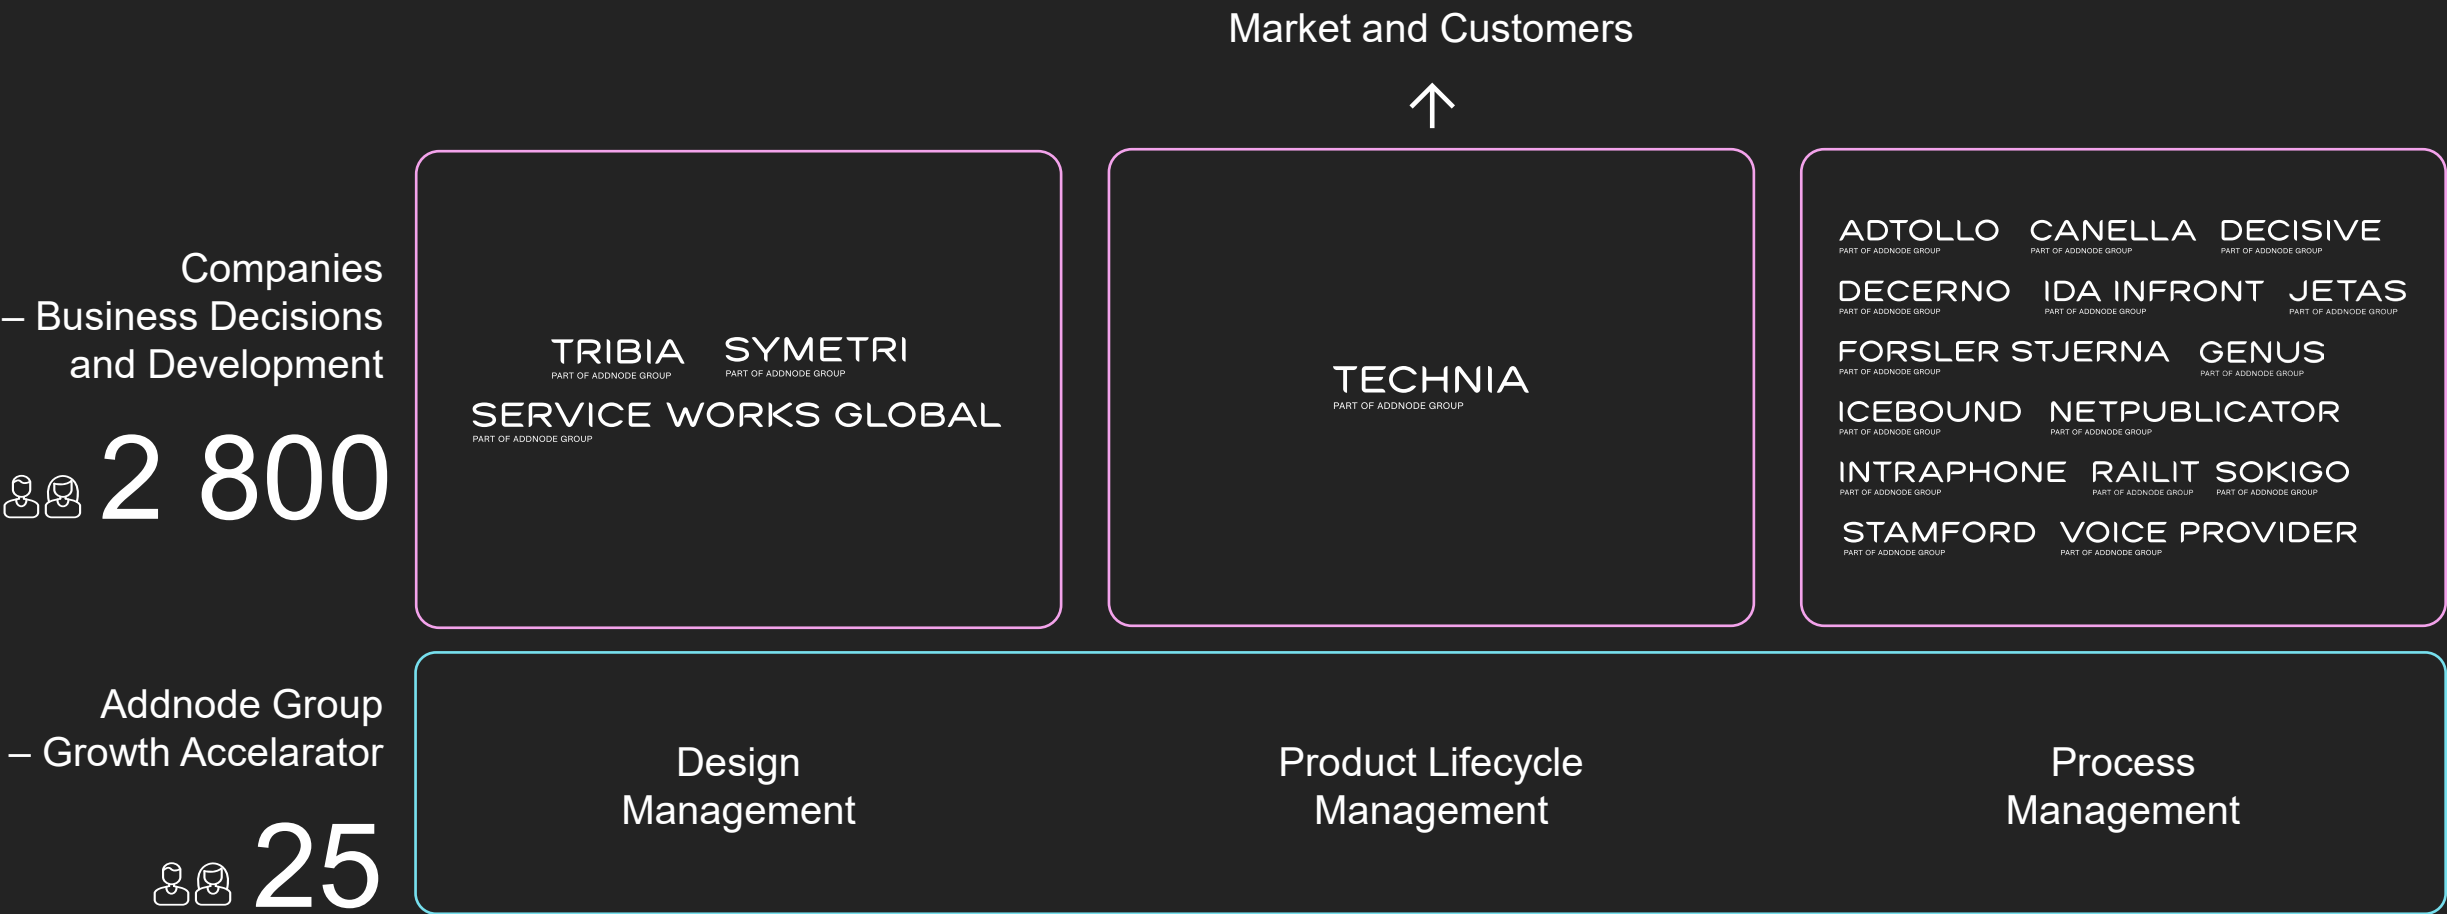 Market and Customers
Companies
– Business Decisions
and Development
2 800
TRIBIA SYMETRI
PART OF ADDNODE GROUP PART OF ADDNODE GROUP
SERVICE WORKS GLOBAL
PART OF ADDNODE GROUP
TECHNIA
PART OF ADDNODE GROUP
ADTOLLO CANELLA DECISIVE
PART OF ADDNODE GROUP PART OF ADDNODE GROUP PART OF ADDNODE GROUP
DECERNO IDA INFRONT JETAS
PART OF ADDNODE GROUP PART OF ADDNODE GROUP PART OF ADDNODE GROUP
FORSLER STJERNA GENUS
PART OF ADDNODE GROUP PART OF ADDNODE GROUP
ICEBOUND NETPUBLICATOR
PART OF ADDNODE GROUP PART OF ADDNODE GROUP
INTRAPHONE RAILIT SOKIGO
PART OF ADDNODE GROUP PART OF ADDNODE GROUP PART OF ADDNODE GROUP
STAMFORD VOICE PROVIDER
PART OF ADDNODE GROUP PART OF ADDNODE GROUP
Addnode Group
– Growth Accelarator
25
Design
Management
Product Lifecycle
Management
Process
Management